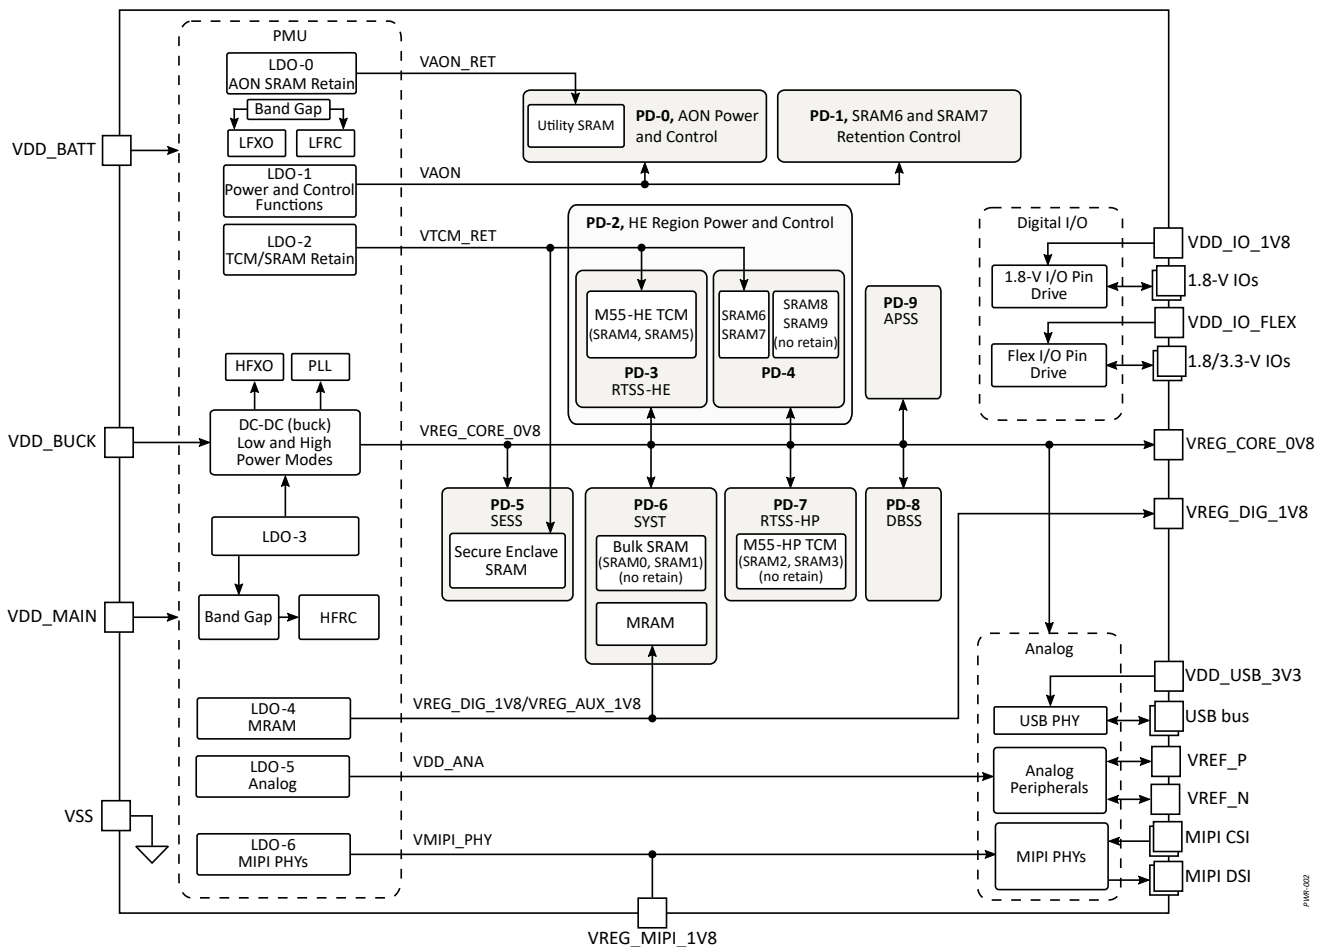 PMU
LDO-0
AON SRAM Retain
Band Gap
LFXO
LFRC
LDO-1
Power and Control
Functions
LDO-2
TCM/SRAM Retain
HFXO
PLL
DC-DC (buck)
Low and High
Power Modes
LDO-3
Band Gap
HFRC
LDO-4
MRAM
LDO-5
Analog
LDO-6
MIPI PHYs
VDD_BATT
VDD_BUCK
VDD_MAIN
VSS
VAON_RET
VAON
VTCM_RET
VREG_CORE_0V8
VREG_DIG_1V8/VREG_AUX_1V8
VDD_ANA
VMIPI_PHY
VREG_MIPI_1V8
Utility SRAM
PD-0, AON Power
and Control
PD-1, SRAM6 and SRAM7
Retention Control
PD-2, HE Region Power and Control
M55-HE TCM
(SRAM4, SRAM5)
PD-3
RTSS-HE
SRAM6
SRAM7
SRAM8
SRAM9
(no retain)
PD-4
PD-9
APSS
PD-5
SESS
Secure Enclave
SRAM
PD-6
SYST
Bulk SRAM
(SRAM0, SRAM1)
(no retain)
MRAM
PD-7
RTSS-HP
M55-HP TCM
(SRAM2, SRAM3)
(no retain)
PD-8
DBSS
Digital I/O
1.8-V I/O Pin
Drive
Flex I/O Pin
Drive
Analog
USB PHY
Analog
Peripherals
MIPI PHYs
VDD_IO_1V8
1.8-V IOs
VDD_IO_FLEX
1.8/3.3-V IOs
VREG_CORE_0V8
VREG_DIG_1V8
VDD_USB_3V3
USB bus
VREF_P
VREF_N
MIPI CSI
MIPI DSI
PWR-002